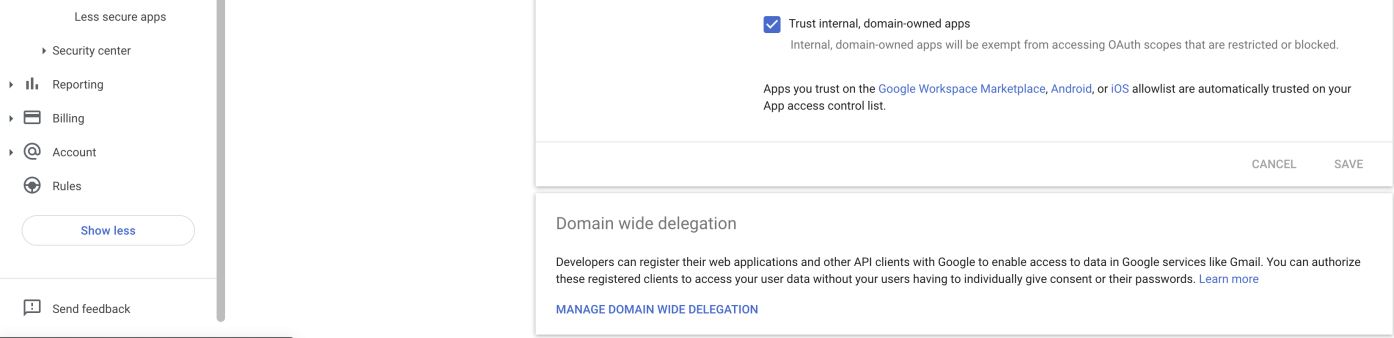 Less secure apps
Security center
Reporting
Billing
Account
Rules
Show less
Send feedback
Trust internal, domain-owned apps
Internal, domain-owned apps will be exempt from accessing OAuth scopes that are restricted or blocked.
Apps you trust on the Google Workspace Marketplace, Android, or iOS allowlist are automatically trusted on your
App access control list.
CANCEL SAVE
Domain wide delegation
Developers can register their web applications and other API clients with Google to enable access to data in Google services like Gmail. You can authorize
these registered clients to access your user data without your users having to individually give consent or their passwords. Learn more
MANAGE DOMAIN WIDE DELEGATION